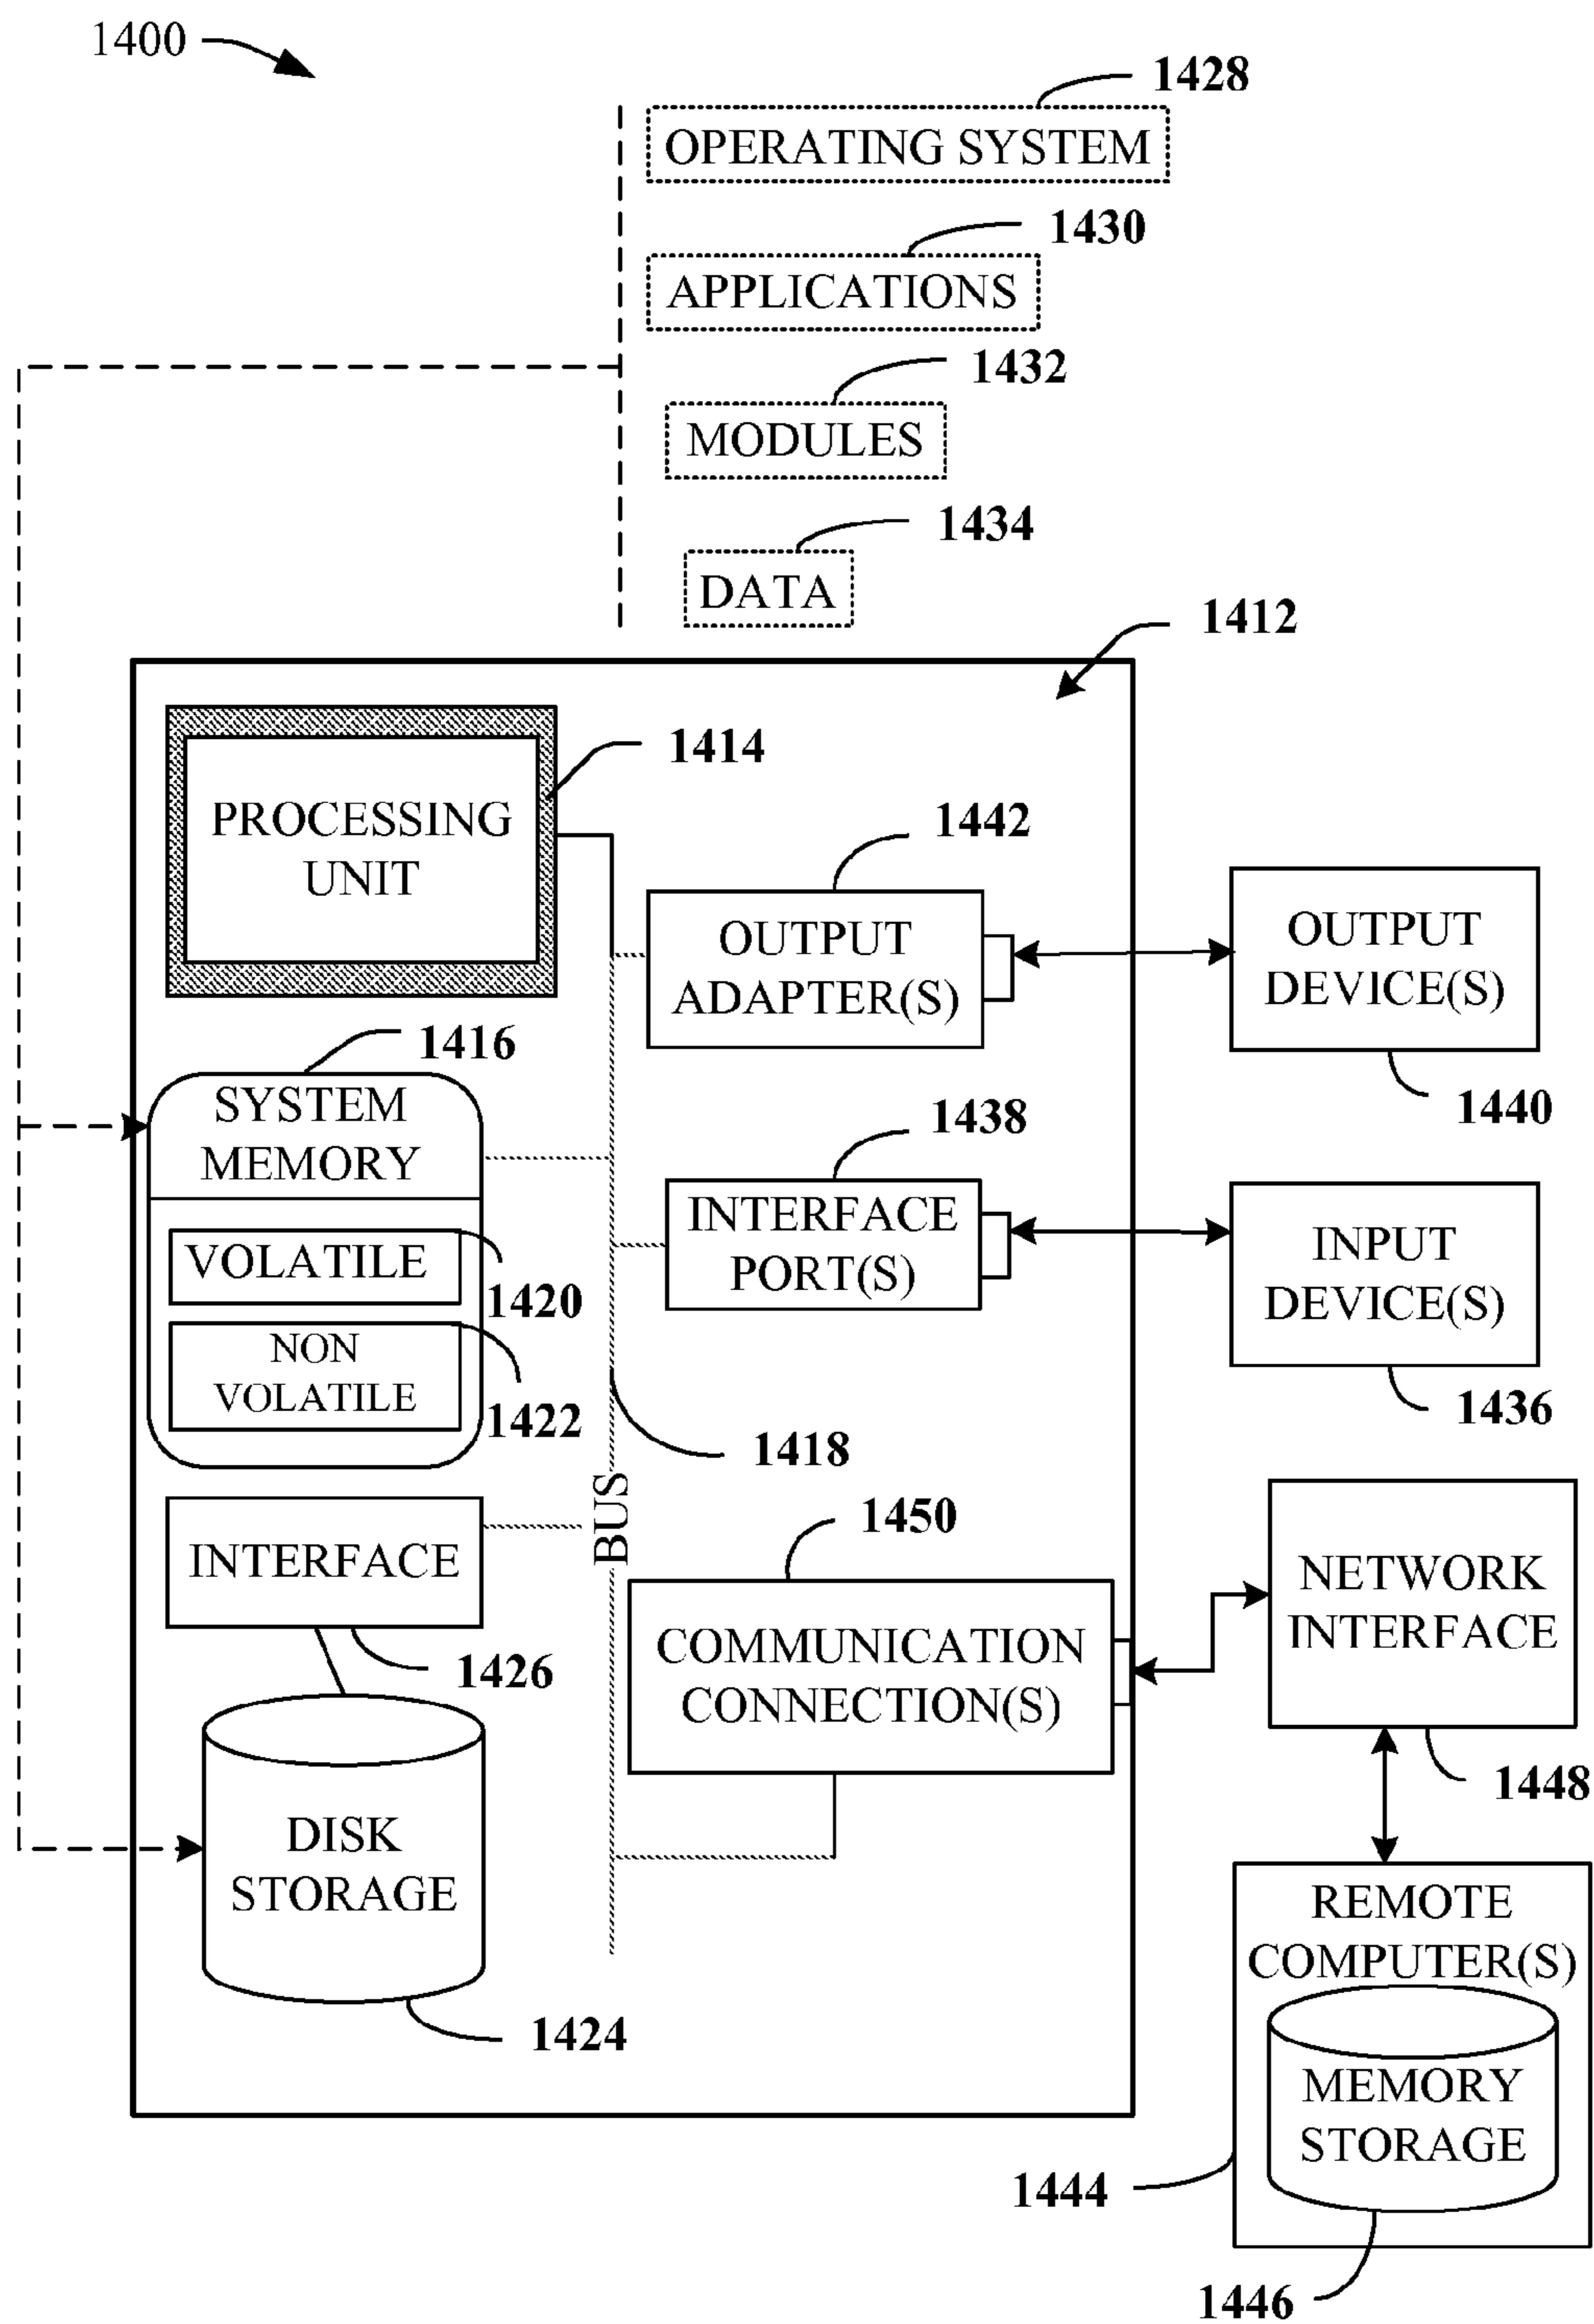 1400
1428
OPERATING SYSTEM
1430
APPLICATIONS
1432
MODULES
1434
DATA
1412
PROCESSING
UNIT
1414
1442
OUTPUT
ADAPTER(S)
OUTPUT
DEVICE(S)
1440
1416
SYSTEM
MEMORY
VOLATILE
1420
NON
VOLATILE
1422
1438
INTERFACE
PORT(S)
INPUT
DEVICE(S)
1436
1418
BUS
INTERFACE
1426
1450
COMMUNICATION
CONNECTION(S)
NETWORK
INTERFACE
1448
DISK
STORAGE
1424
REMOTE
COMPUTER(S)
MEMORY
STORAGE
1444
1446